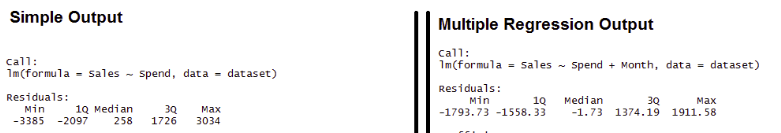 Simple Output
Call:
lm(formula = Sales ~ Spend, data = dataset)
Residuals:
Min 1Q Median 3Q Max
-3385 -2097 258 1726 3034
Multiple Regression Output
Call:
lm(formula = Sales ~ Spend + Month, data = dataset)
Residuals:
Min 1Q Median 3Q Max
-1793.73 -1558.33 -1.73 1374.19 1911.58